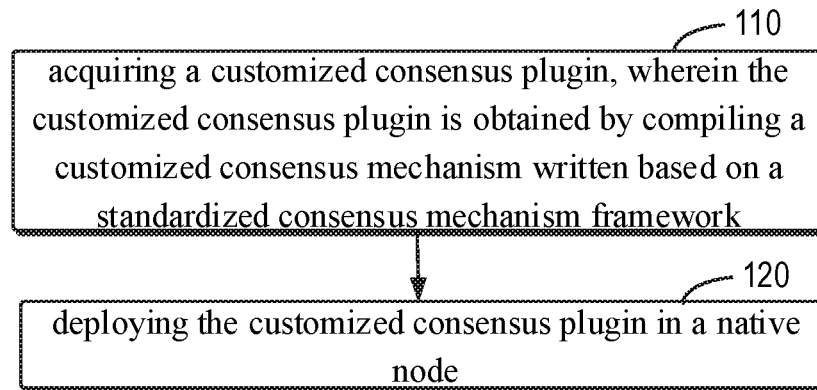 110
acquiring a customized consensus plugin, wherein the
customized consensus plugin is obtained by compiling a
customized consensus mechanism written based on a
standardized consensus mechanism framework
120
deploying the customized consensus plugin in a native
node